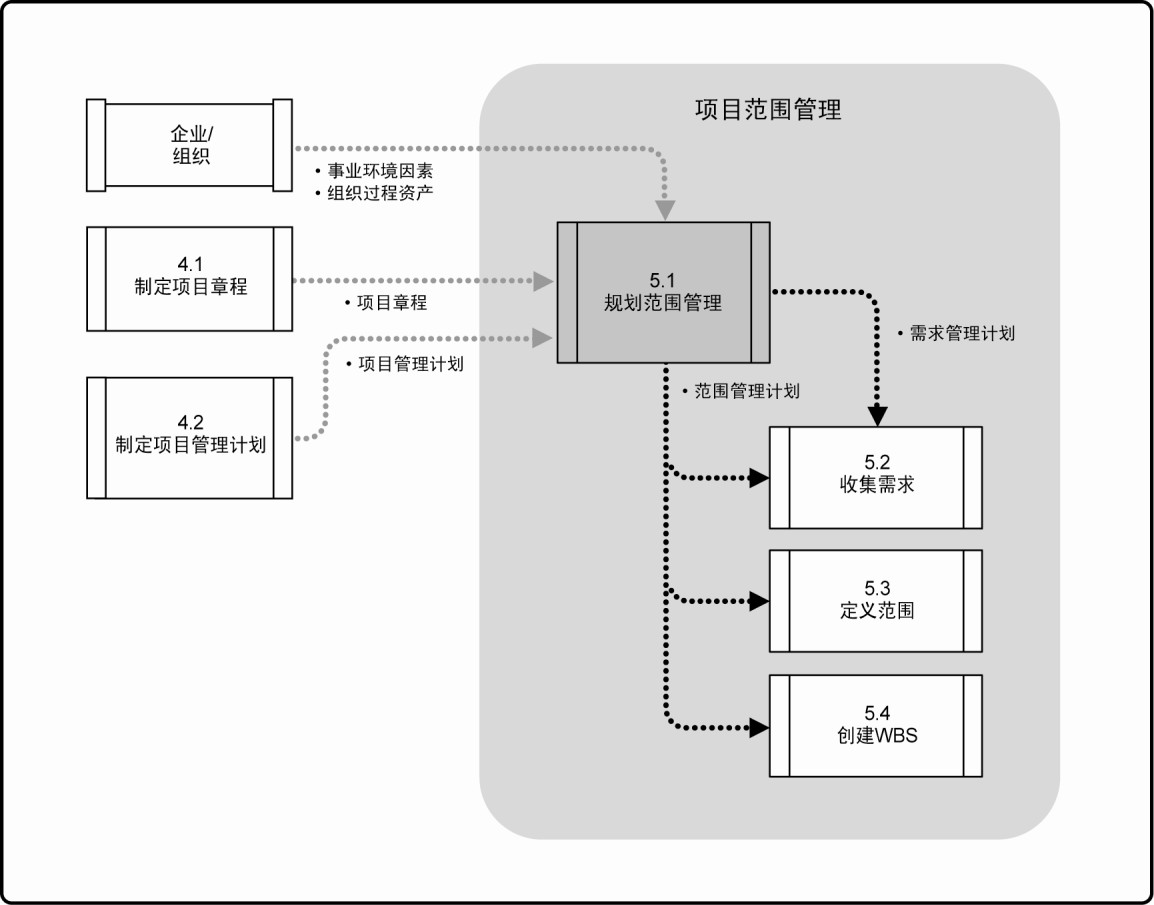 项目范围管理
企业/
组织
• 事业环境因素
• 组织过程资产
4.1
制定项目章程
• 项目章程
5.1
规划范围管理
• 需求管理计划
• 项目管理计划
• 范围管理计划
4.2
制定项目管理计划
5.2
收集需求
5.3
定义范围
5.4
创建WBS